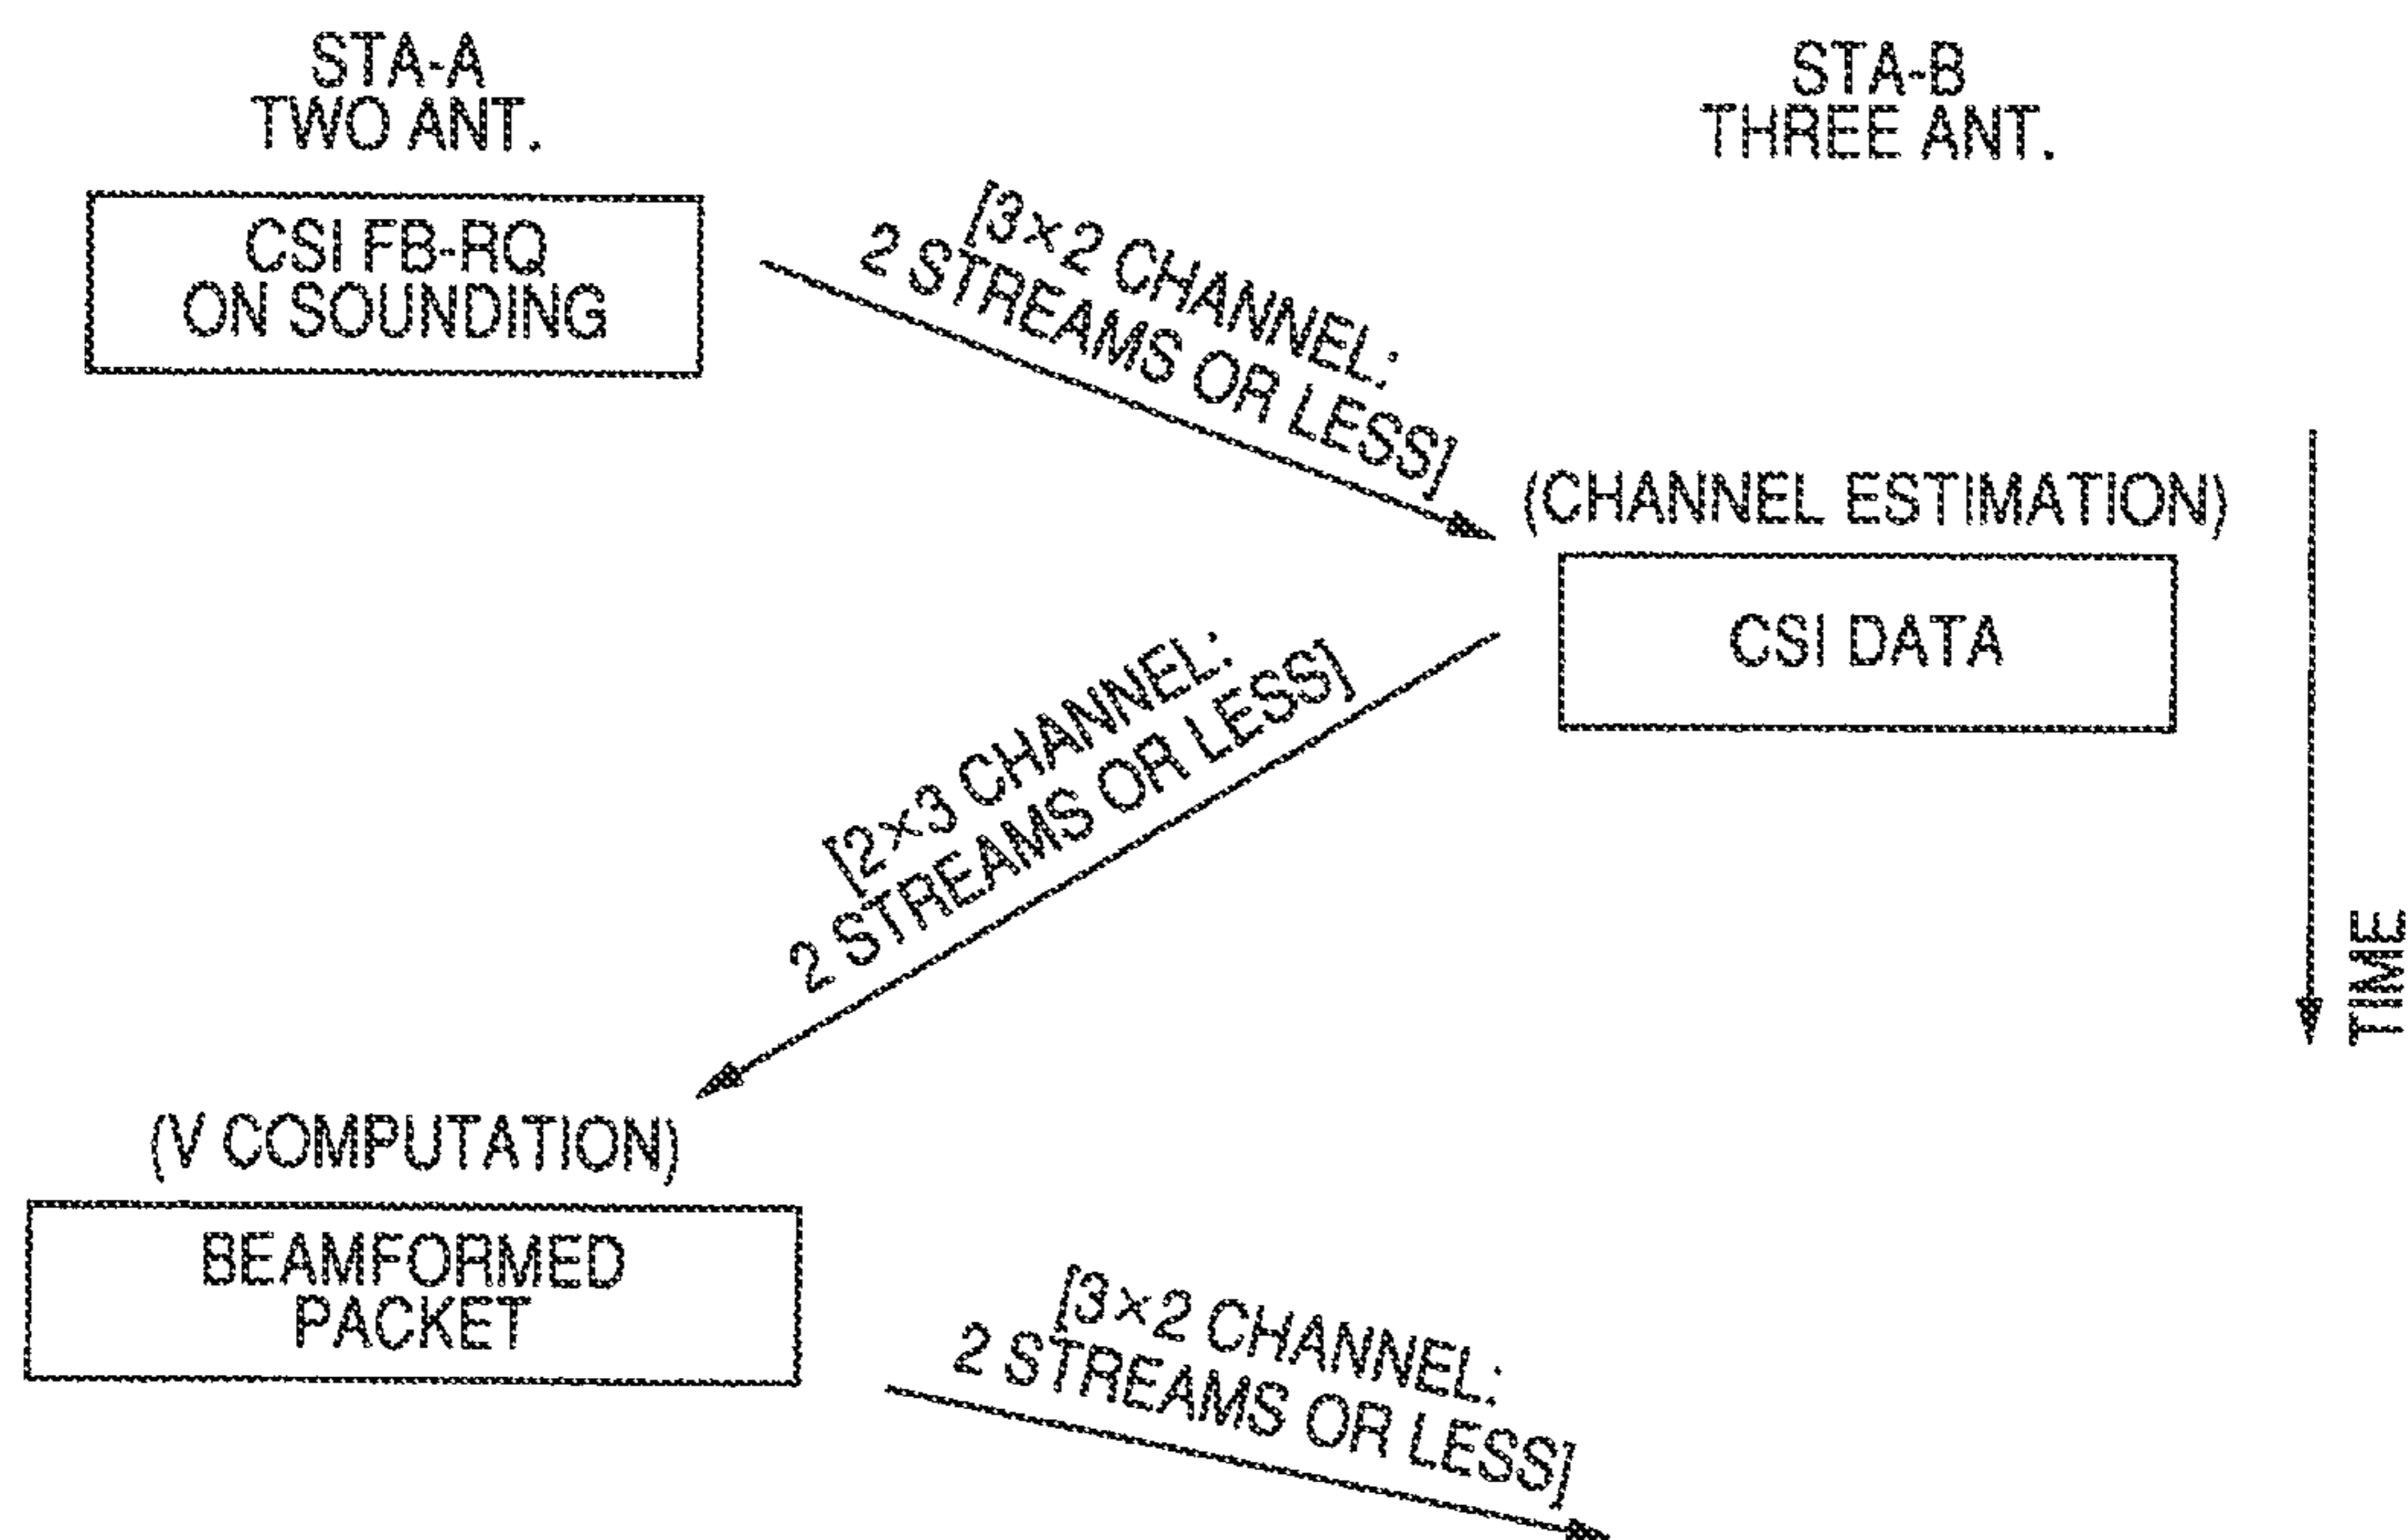 STA-A
TWO ANT.
STA-B
THREE ANT.
CSI FB-RQ
ON SOUNDING
[3×2 CHANNEL:
2 STREAMS OR LESS]
(CHANNEL ESTIMATION)
CSI DATA
[2×3 CHANNEL:
2 STREAMS OR LESS]
TIME
(V COMPUTATION)
BEAMFORMED
PACKET
[3×2 CHANNEL:
2 STREAMS OR LESS]